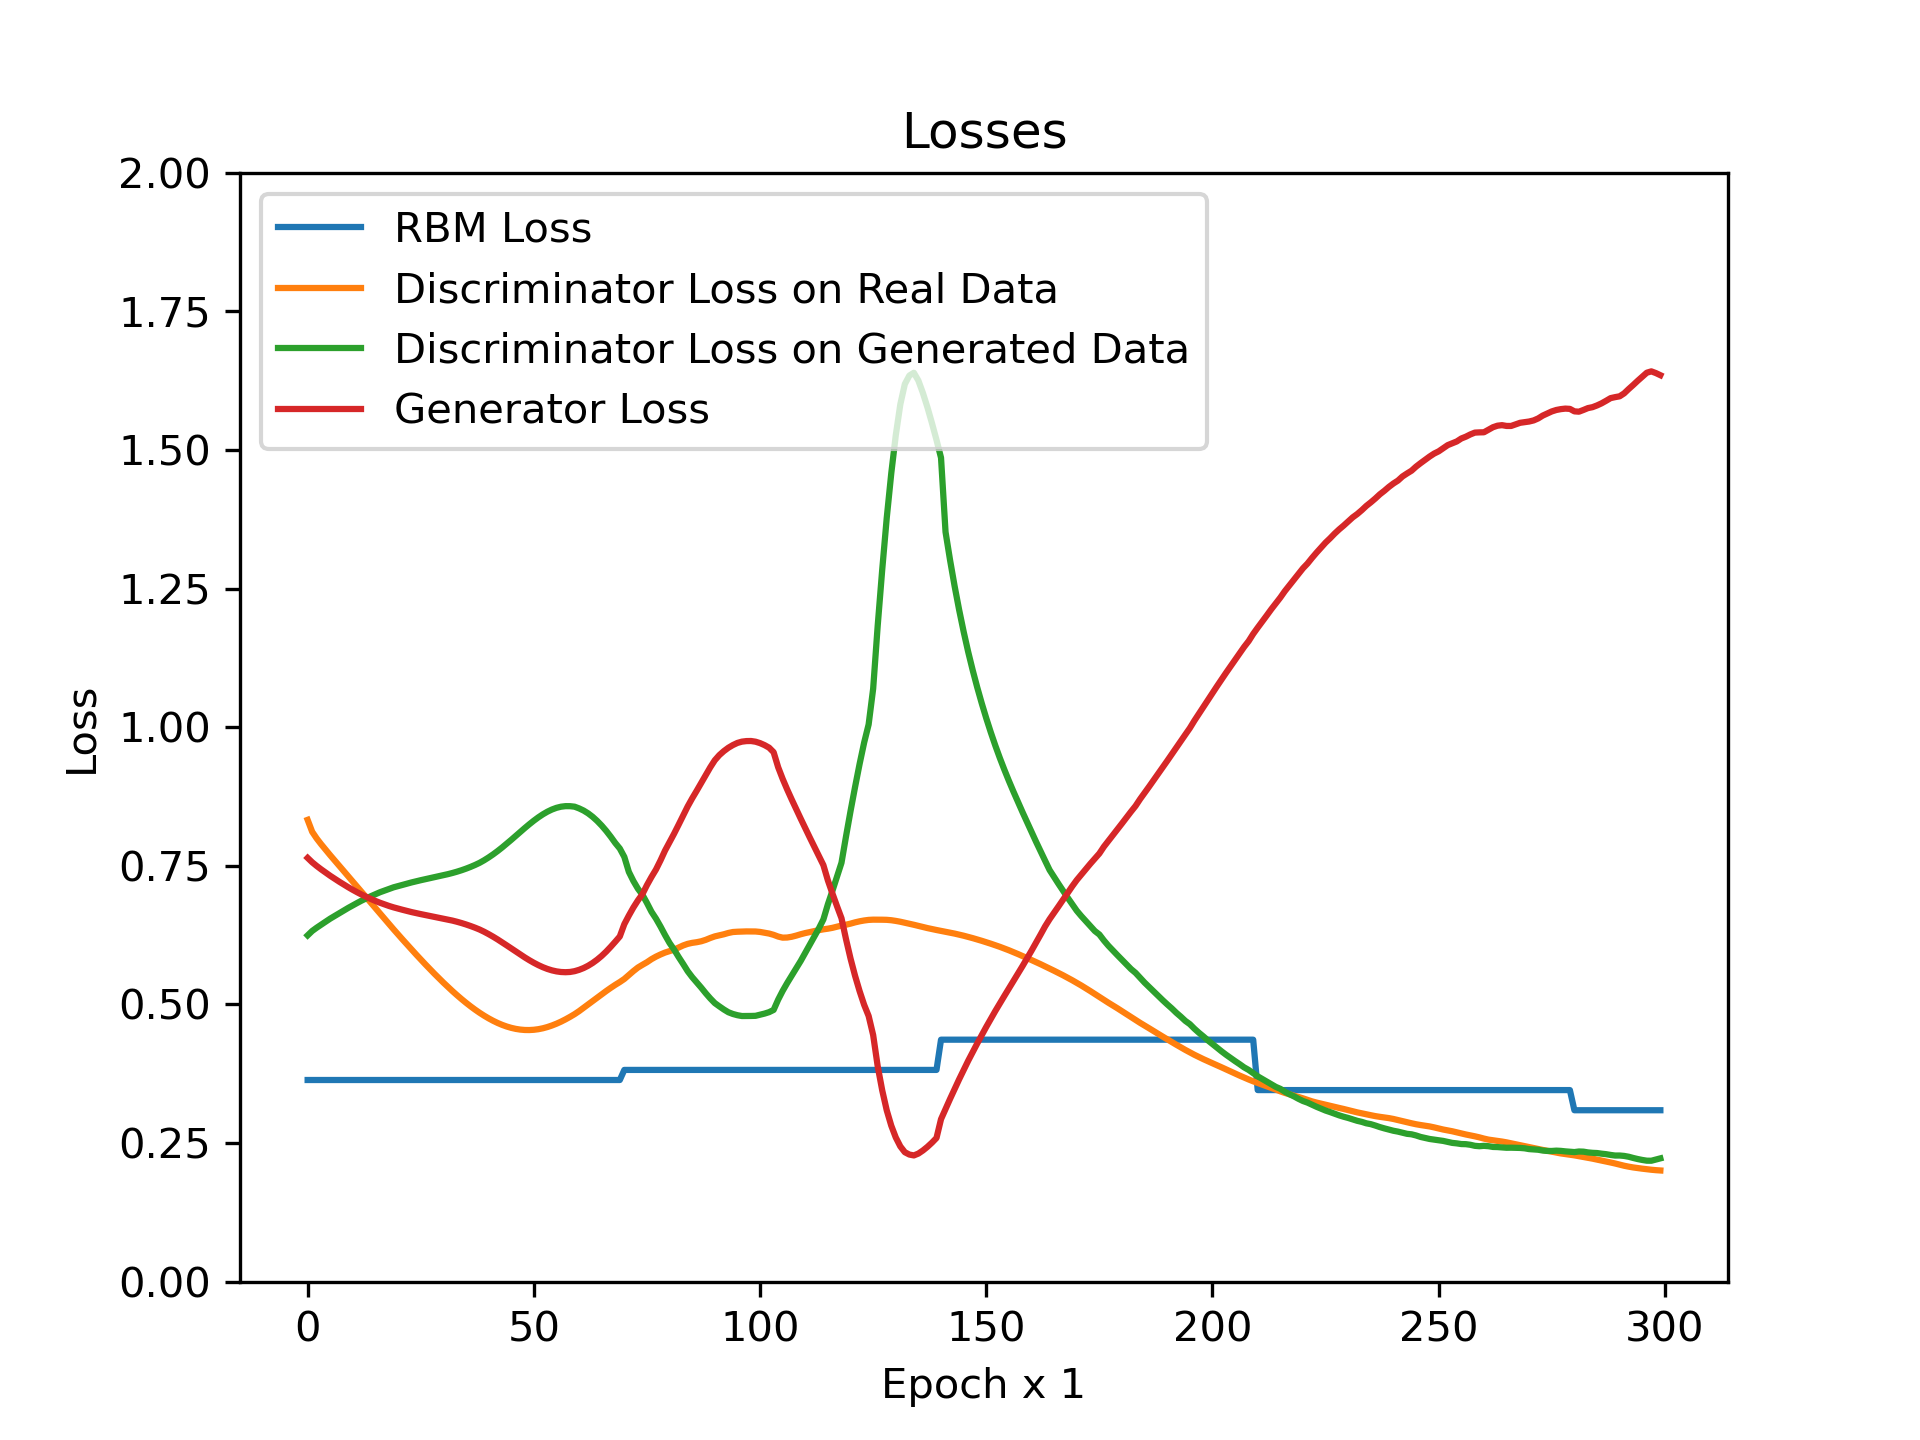 Losses
2.00
1.75
1.50
1.25
1.00
0.75
0.50
0.25
0.00
Loss
RBM Loss
Discriminator Loss on Real Data
Discriminator Loss on Generated Data
Generator Loss
0 50 100 150 200 250 300
Epoch x 1